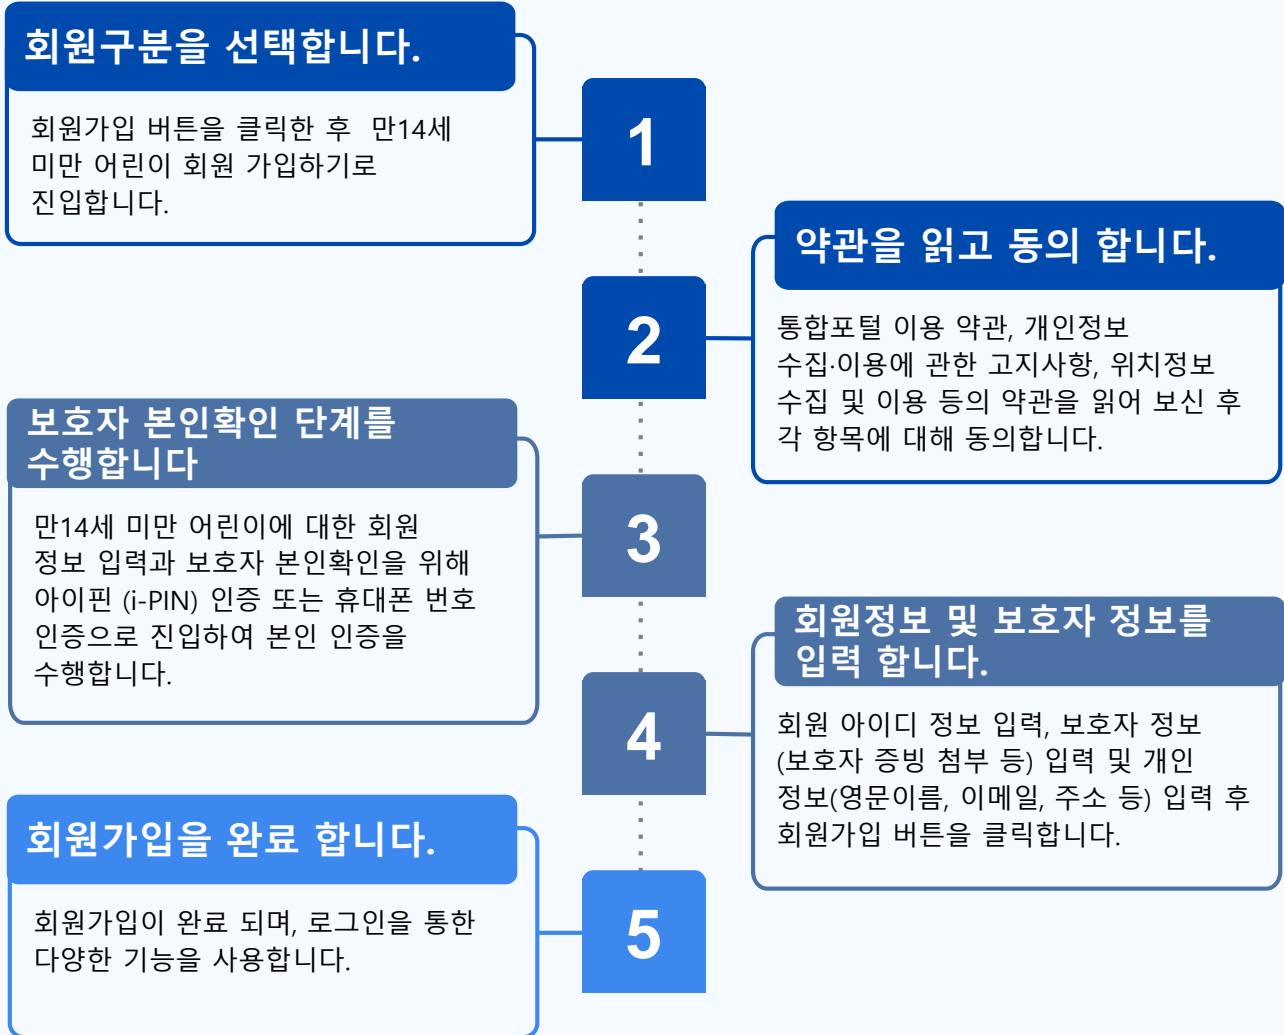 회원구분을 선택합니다.
회원가입 버튼을 클릭한 후  만14세
미만 어린이 회원 가입하기로
진입합니다.
1
약관을 읽고 동의 합니다.
통합포털 이용 약관, 개인정보
수집·이용에 관한 고지사항, 위치정보
수집 및 이용 등의 약관을 읽어 보신 후
각 항목에 대해 동의합니다.
2
보호자 본인확인 단계를
수행합니다
만14세 미만 어린이에 대한 회원
정보 입력과 보호자 본인확인을 위해
아이핀 (i-PIN) 인증 또는 휴대폰 번호
인증으로 진입하여 본인 인증을
수행합니다.
3
회원정보 및 보호자 정보를
입력 합니다.
회원 아이디 정보 입력, 보호자 정보
(보호자 증빙 첨부 등) 입력 및 개인
정보(영문이름, 이메일, 주소 등) 입력 후
회원가입 버튼을 클릭합니다.
4
회원가입을 완료 합니다.
회원가입이 완료 되며, 로그인을 통한
다양한 기능을 사용합니다.
5